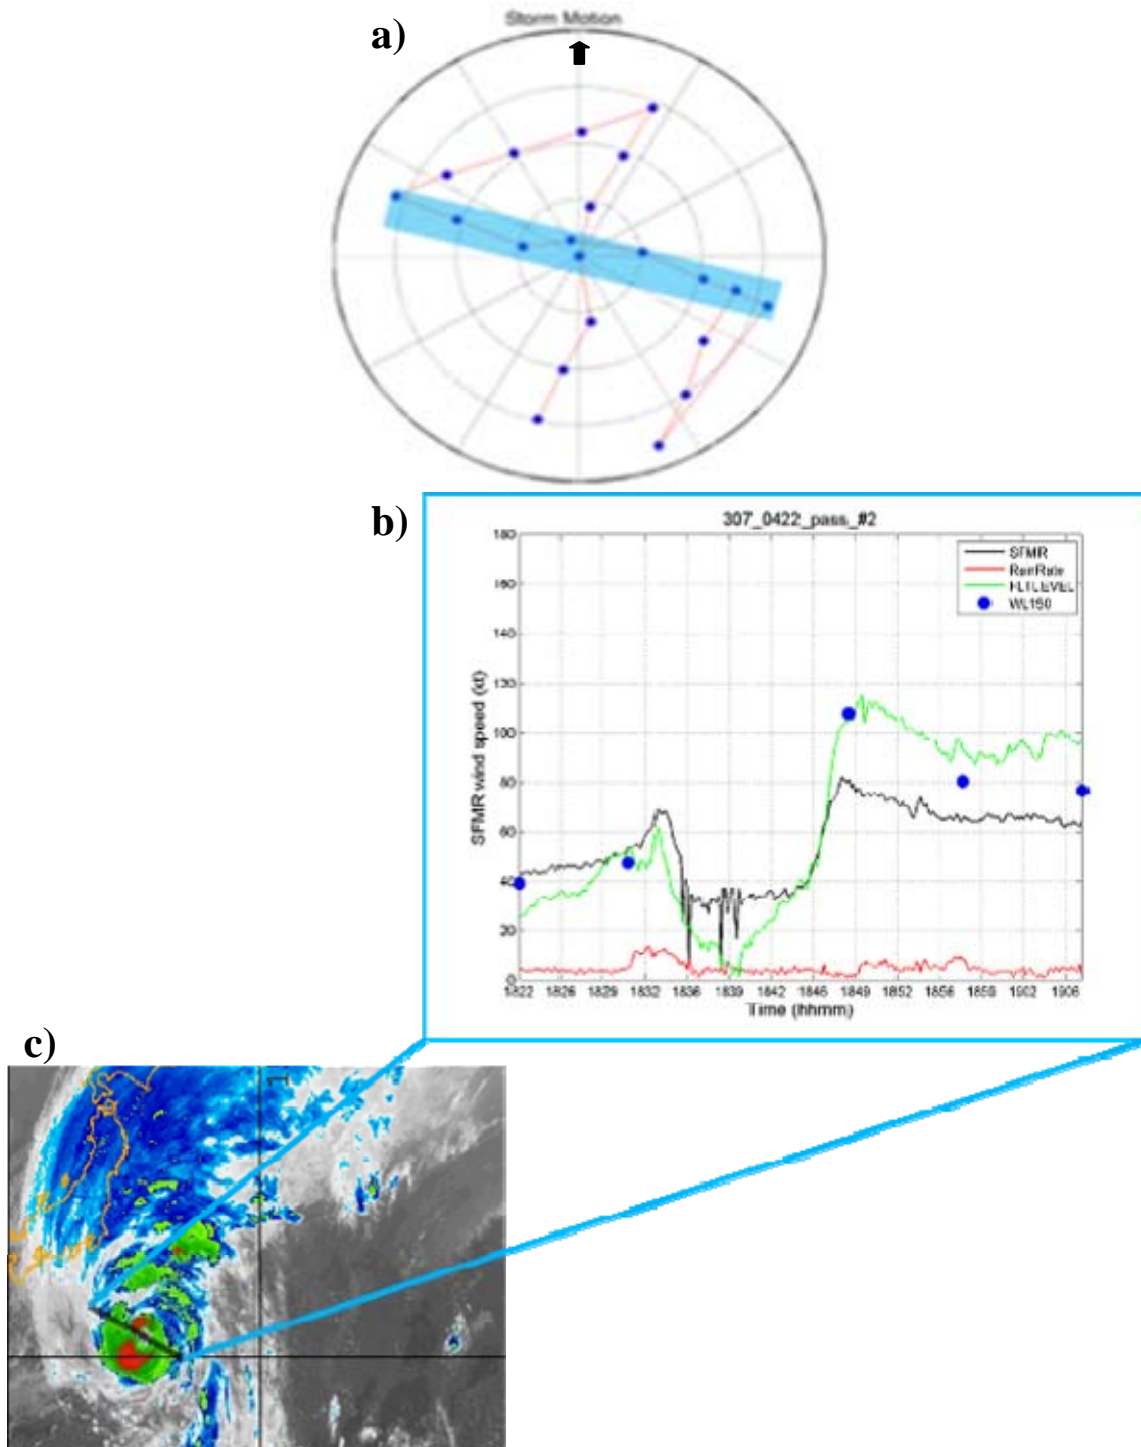 a)
Storm Motion
b)
307_0422_pass_#2
SFMR
RainRate
FLTLEVEL
WL150
SFMR wind speed (kt)
180
160
140
120
100
80
60
40
20
0
1822 1826 1829 1832 1836 1839 1842 1846 1849 1852 1856 1859 1902 1906
Time (hhmm)
c)